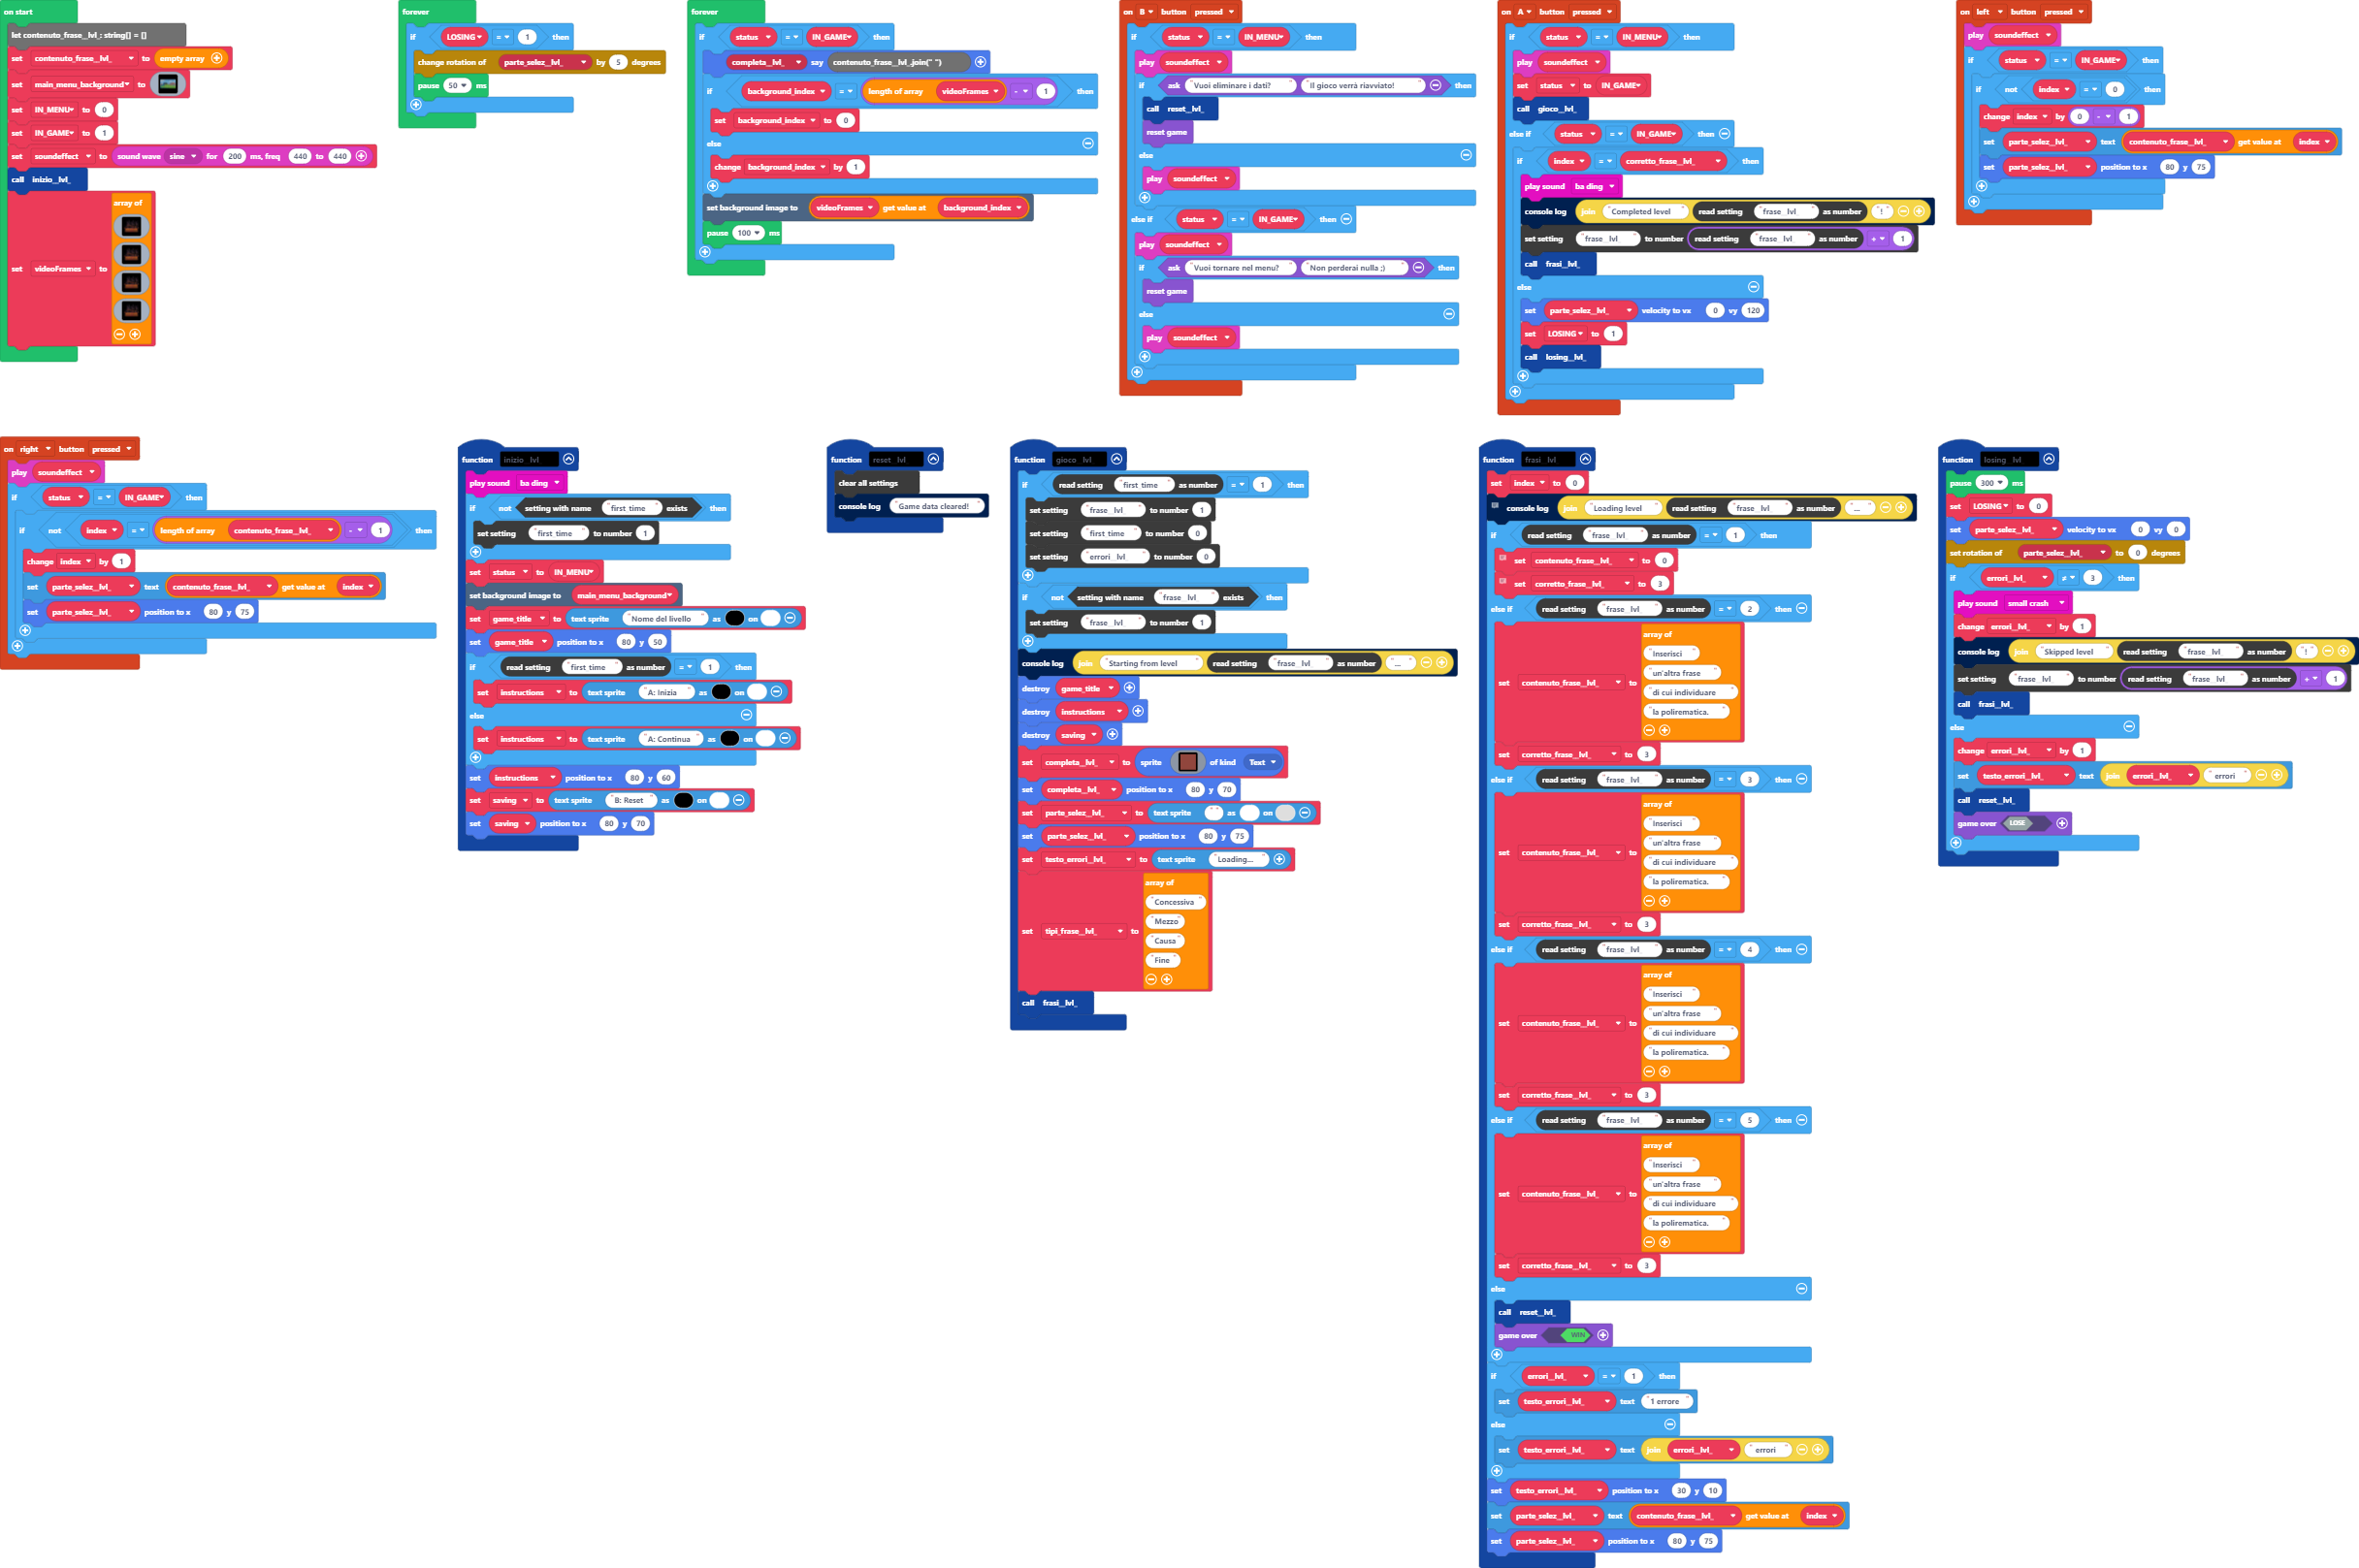 on start
let contenuto_frase_lvl_: string[] = []
set contenuto_frase_lvl_ to empty array
set main_menu_background to
set IN_MENU to 0
set IN_GAME to 1
set soundeffect to sound wave sine for 200 ms, freq 440 to 440
call inizio_lvl_
set videoFrames to array of
forever
if LOSING = 1 then
change rotation of parte_selez_lvl_ by 5 degrees
pause 50 ms
forever
if status = IN_GAME then
completa_lvl_ say contenuto_frase_lvl_.join(" ")
if background_index = length of array videoFrames - 1 then
set background_index to 0
else
change background_index by 1
set background image to videoFrames get value at background_index
pause 100 ms
on B button pressed
if status = IN_MENU then
play soundeffect
if ask "Vuoi eliminare i dati?" "Il gioco verrà riavviato!" then
call reset_lvl_
reset game
else
play soundeffect
else if status = IN_GAME then
play soundeffect
if ask "Vuoi tornare nel menu?" "Non perderai nulla ;)" then
reset game
else
play soundeffect
on A button pressed
if status = IN_MENU then
play soundeffect
set status to IN_GAME
call gioco_lvl_
else if status = IN_GAME then
if index = corretto_frase_lvl_ then
play sound ba ding
console log join "Completed level " read setting "frase_lvl_" as number "!"
set setting "frase_lvl_" to number read setting "frase_lvl_" as number + 1
call frasi_lvl_
else
set parte_selez_lvl_ velocity to vx 0 vy 120
set LOSING to 1
call losing_lvl_
on left button pressed
play soundeffect
if status = IN_GAME then
if not index = 0 then
change index by 0 - 1
set parte_selez_lvl_ text contenuto_frase_lvl_ get value at index
set parte_selez_lvl_ position to x 80 y 75
on right button pressed
play soundeffect
if status = IN_GAME then
if not index = length of array contenuto_frase_lvl_ - 1 then
change index by 1
set parte_selez_lvl_ text contenuto_frase_lvl_ get value at index
set parte_selez_lvl_ position to x 80 y 75
function inizio_lvl_
play sound ba ding
if not setting with name "first_time" exists then
set setting "first_time" to number 1
set status to IN_MENU
set background image to main_menu_background
set game_title to text sprite "Nome del livello" as on
set game_title position to x 80 y 50
if read setting "first_time" as number = 1 then
set instructions to text sprite "A: Inizia" as on
else
set instructions to text sprite "A: Continua" as on
set instructions position to x 80 y 60
set saving to text sprite "B: Reset" as on
set saving position to x 80 y 70
function reset_lvl_
clear all settings
console log "Game data cleared!"
function gioco_lvl_
if read setting "first_time" as number = 1 then
set setting "frase_lvl_" to number 1
set setting "first_time" to number 0
set setting "errori_lvl_" to number 0
if not setting with name "frase_lvl_" exists then
set setting "frase_lvl_" to number 1
console log join "Starting from level " read setting "frase_lvl_" as number "..."
destroy game_title
destroy instructions
destroy saving
set completa_lvl_ to sprite of kind Text
set completa_lvl_ position to x 80 y 70
set parte_selez_lvl_ to text sprite " " as on
set parte_selez_lvl_ position to x 80 y 75
set testo_errori_lvl_ to text sprite "Loading..."
set tipi_frase_lvl_ to array of
"Concessiva"
"Mezzo"
"Causa"
"Fine"
call frasi_lvl_
function frasi_lvl_
set index to 0
console log join "Loading level " read setting "frase_lvl_" as number "..."
if read setting "frase_lvl_" as number = 1 then
set contenuto_frase_lvl_ to 0
set corretto_frase_lvl_ to 3
else if read setting "frase_lvl_" as number = 2 then
set contenuto_frase_lvl_ to array of
"Inserisci"
"un'altra frase"
"di cui individuare"
"la polirematica."
set corretto_frase_lvl_ to 3
else if read setting "frase_lvl_" as number = 3 then
set contenuto_frase_lvl_ to array of
"Inserisci"
"un'altra frase"
"di cui individuare"
"la polirematica."
set corretto_frase_lvl_ to 3
else if read setting "frase_lvl_" as number = 4 then
set contenuto_frase_lvl_ to array of
"Inserisci"
"un'altra frase"
"di cui individuare"
"la polirematica."
set corretto_frase_lvl_ to 3
else if read setting "frase_lvl_" as number = 5 then
set contenuto_frase_lvl_ to array of
"Inserisci"
"un'altra frase"
"di cui individuare"
"la polirematica."
set corretto_frase_lvl_ to 3
else
call reset_lvl_
game over WIN
if errori_lvl_ = 1 then
set testo_errori_lvl_ text "1 errore"
else
set testo_errori_lvl_ text join errori_lvl_ " errori"
set testo_errori_lvl_ position to x 30 y 10
set parte_selez_lvl_ text contenuto_frase_lvl_ get value at index
set parte_selez_lvl_ position to x 80 y 75
function losing_lvl_
pause 300 ms
set LOSING to 0
set parte_selez_lvl_ velocity to vx 0 vy 0
set rotation of parte_selez_lvl_ to 0 degrees
if errori_lvl_ ≠ 3 then
play sound small crash
change errori_lvl_ by 1
console log join "Skipped level " read setting "frase_lvl_" as number "!"
set setting "frase_lvl_" to number read setting "frase_lvl_" as number + 1
call frasi_lvl_
else
change errori_lvl_ by 1
set testo_errori_lvl_ text join errori_lvl_ " errori"
call reset_lvl_
game over LOSE